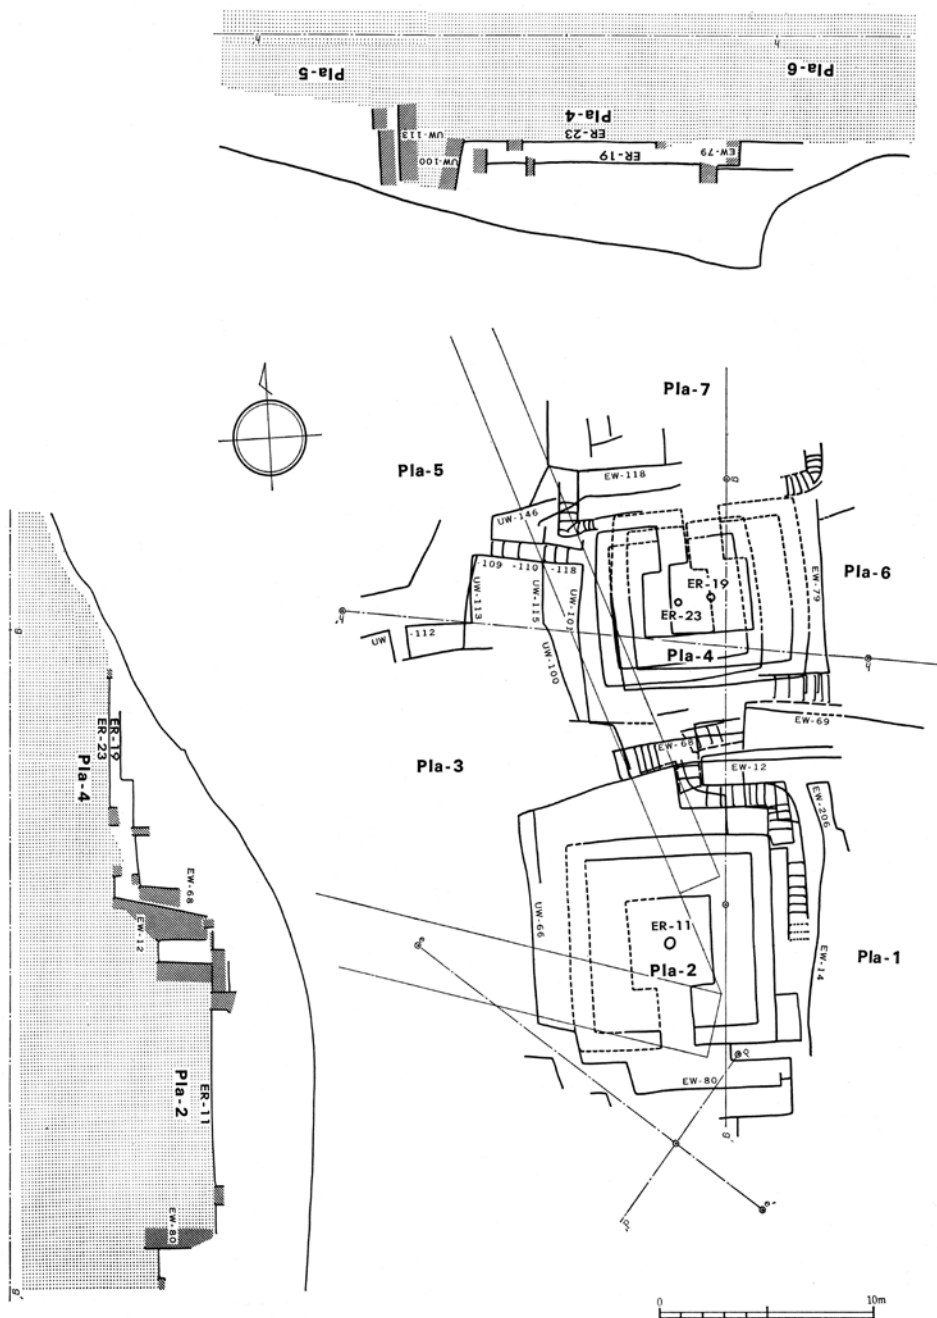 Pla-5
Pla-4
Pla-6
UW-113
UW-100
ER-23
ER-19
EW-79
Pla-7
Pla-5
EW-118
UW-146
-109 -110 -118
UW-113
UW-115
UW-101
UW-100
UW -112
ER-19
ER-23
Pla-4
EW-79
Pla-6
EW-69
EW-68
EW-12
EW-206
Pla-3
UW-66
ER-11
Pla-2
EW-14
Pla-1
EW-80
g
g'
ER-19
ER-23
Pla-4
EW-68
EW-12
ER-11
Pla-2
EW-80
g'
0 10m